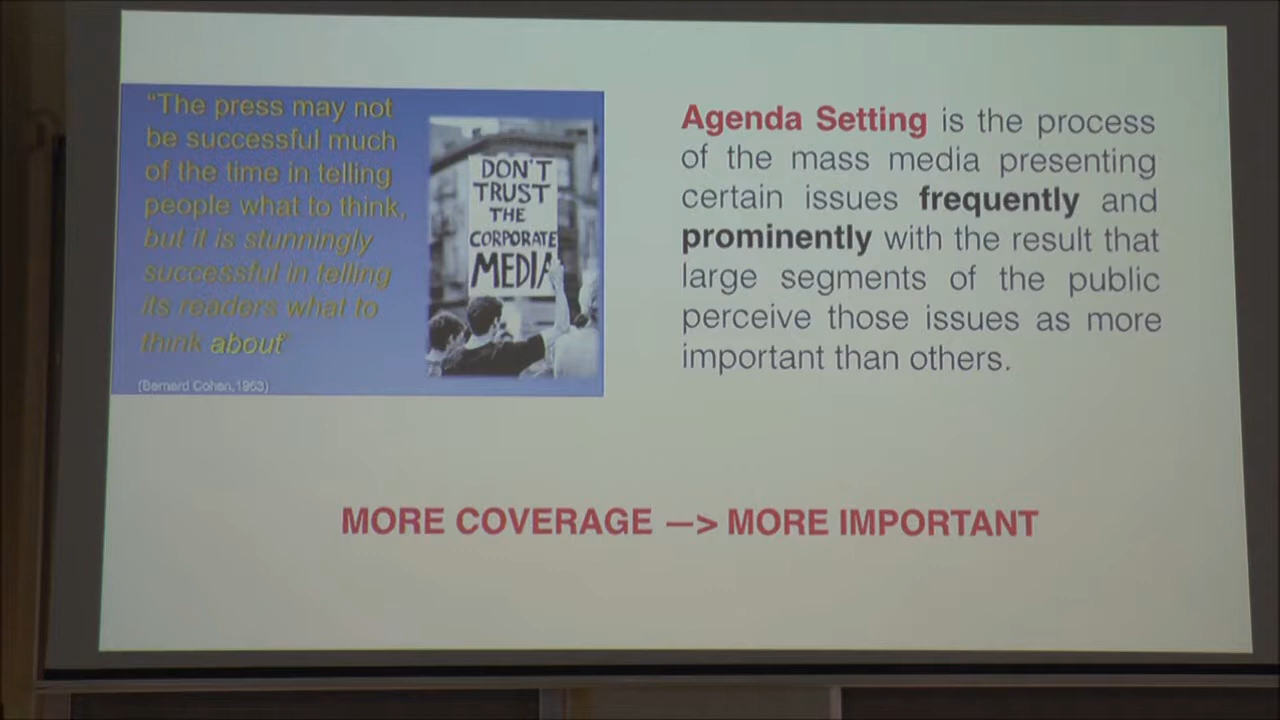 “The press may not
be successful much
of the time in telling
people what to think,
but it is stunningly
successful in telling
its readers what to
think about”
(Bernard Cohen, 1963)
DON'T
TRUST
THE
CORPORATE
MEDIA
Agenda Setting is the process
of the mass media presenting
certain issues frequently and
prominently with the result that
large segments of the public
perceive those issues as more
important than others.
MORE COVERAGE —> MORE IMPORTANT